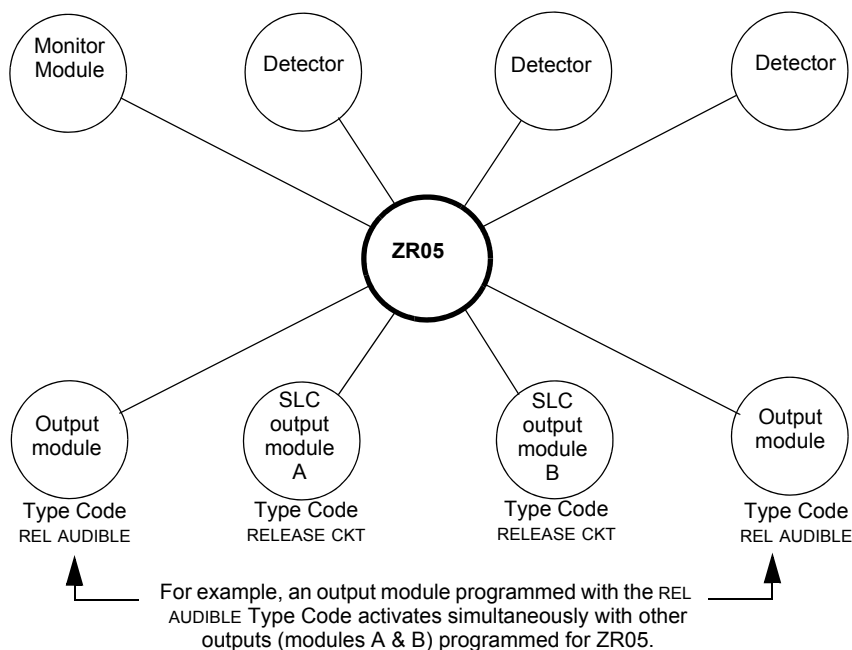 Monitor
Module
Detector
Detector
Detector
ZR05
Output
module
SLC
output
module
A
SLC
output
module
B
Output
module
Type Code
REL AUDIBLE
Type Code
RELEASE CKT
Type Code
RELEASE CKT
Type Code
REL AUDIBLE
For example, an output module programmed with the REL
AUDIBLE Type Code activates simultaneously with other
outputs (modules A & B) programmed for ZR05.